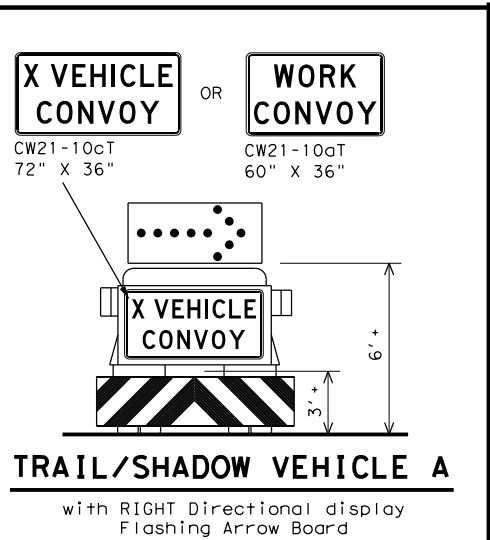 X VEHICLE
CONVOY
OR
WORK
CONVOY
CW21-10cT
72" X 36"
CW21-10aT
60" X 36"
X VEHICLE
CONVOY
6'+
3'+
TRAIL/SHADOW VEHICLE A
with RIGHT Directional display
Flashing Arrow Board